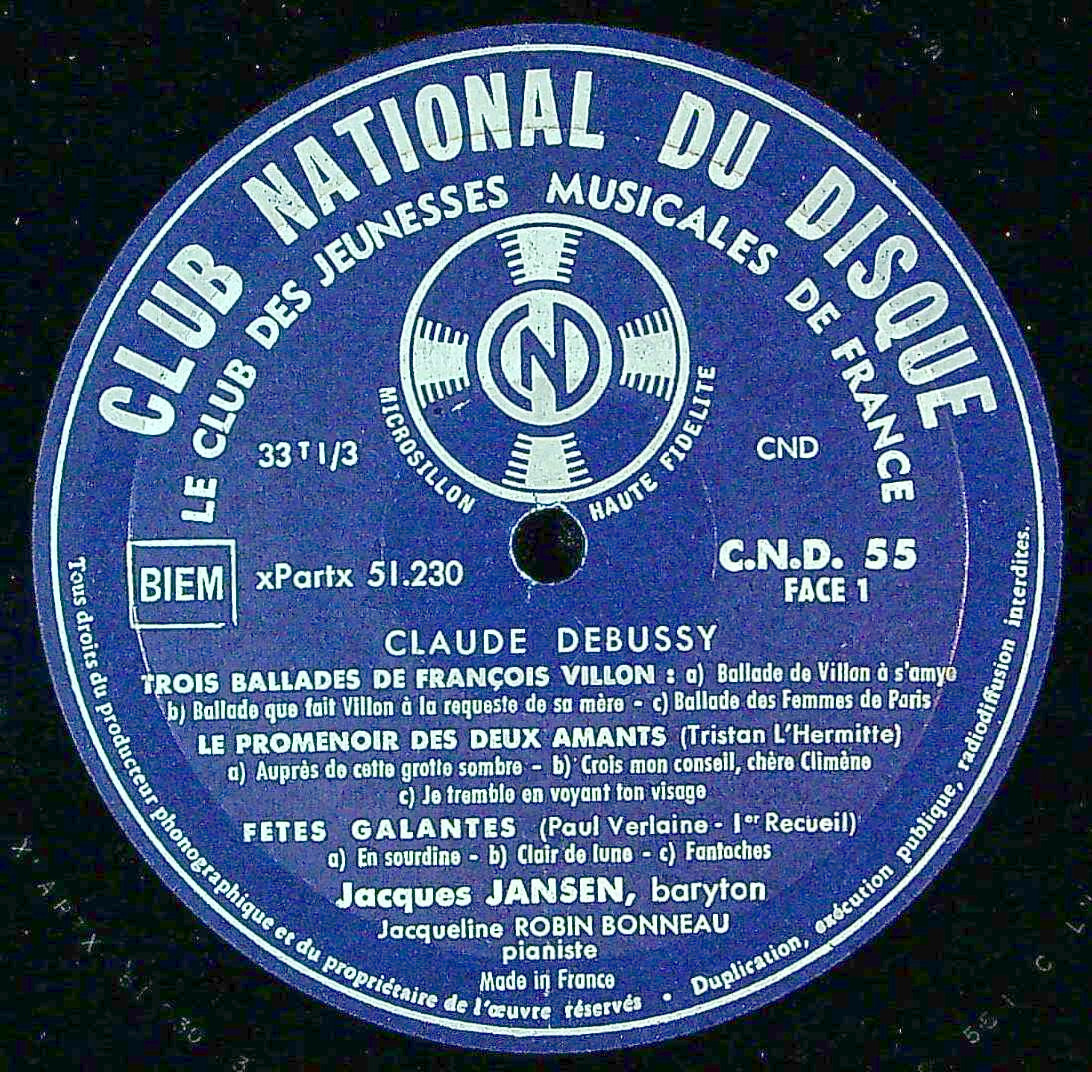 CLUB NATIONAL DU DISQUE
LE CLUB DES JEUNESSES MUSICALES DE FRANCE
N
MICROSILLON HAUTE FIDELITE
33 T 1/3
CND
BIEM
xPartx 51.230
C.N.D. 55
FACE 1
CLAUDE DEBUSSY
TROIS BALLADES DE FRANÇOIS VILLON : a) Ballade de Villon à s'amye
b) Ballade que fait Villon à la requeste de sa mère - c) Ballade des Femmes de Paris
LE PROMENOIR DES DEUX AMANTS (Tristan L'Hermitte)
a) Auprès de cette grotte sombre - b) Crois mon conseil, chère Climène
c) Je tremble en voyant ton visage
FETES GALANTES (Paul Verlaine - 1er Recueil)
a) En sourdine - b) Clair de lune - c) Fantoches
Jacques JANSEN, baryton
Jacqueline ROBIN BONNEAU
pianiste
Made in France
Tous droits du producteur phonographique et du propriétaire de l'œuvre réservés • Duplication, exécution publique, radiodiffusion interdites.